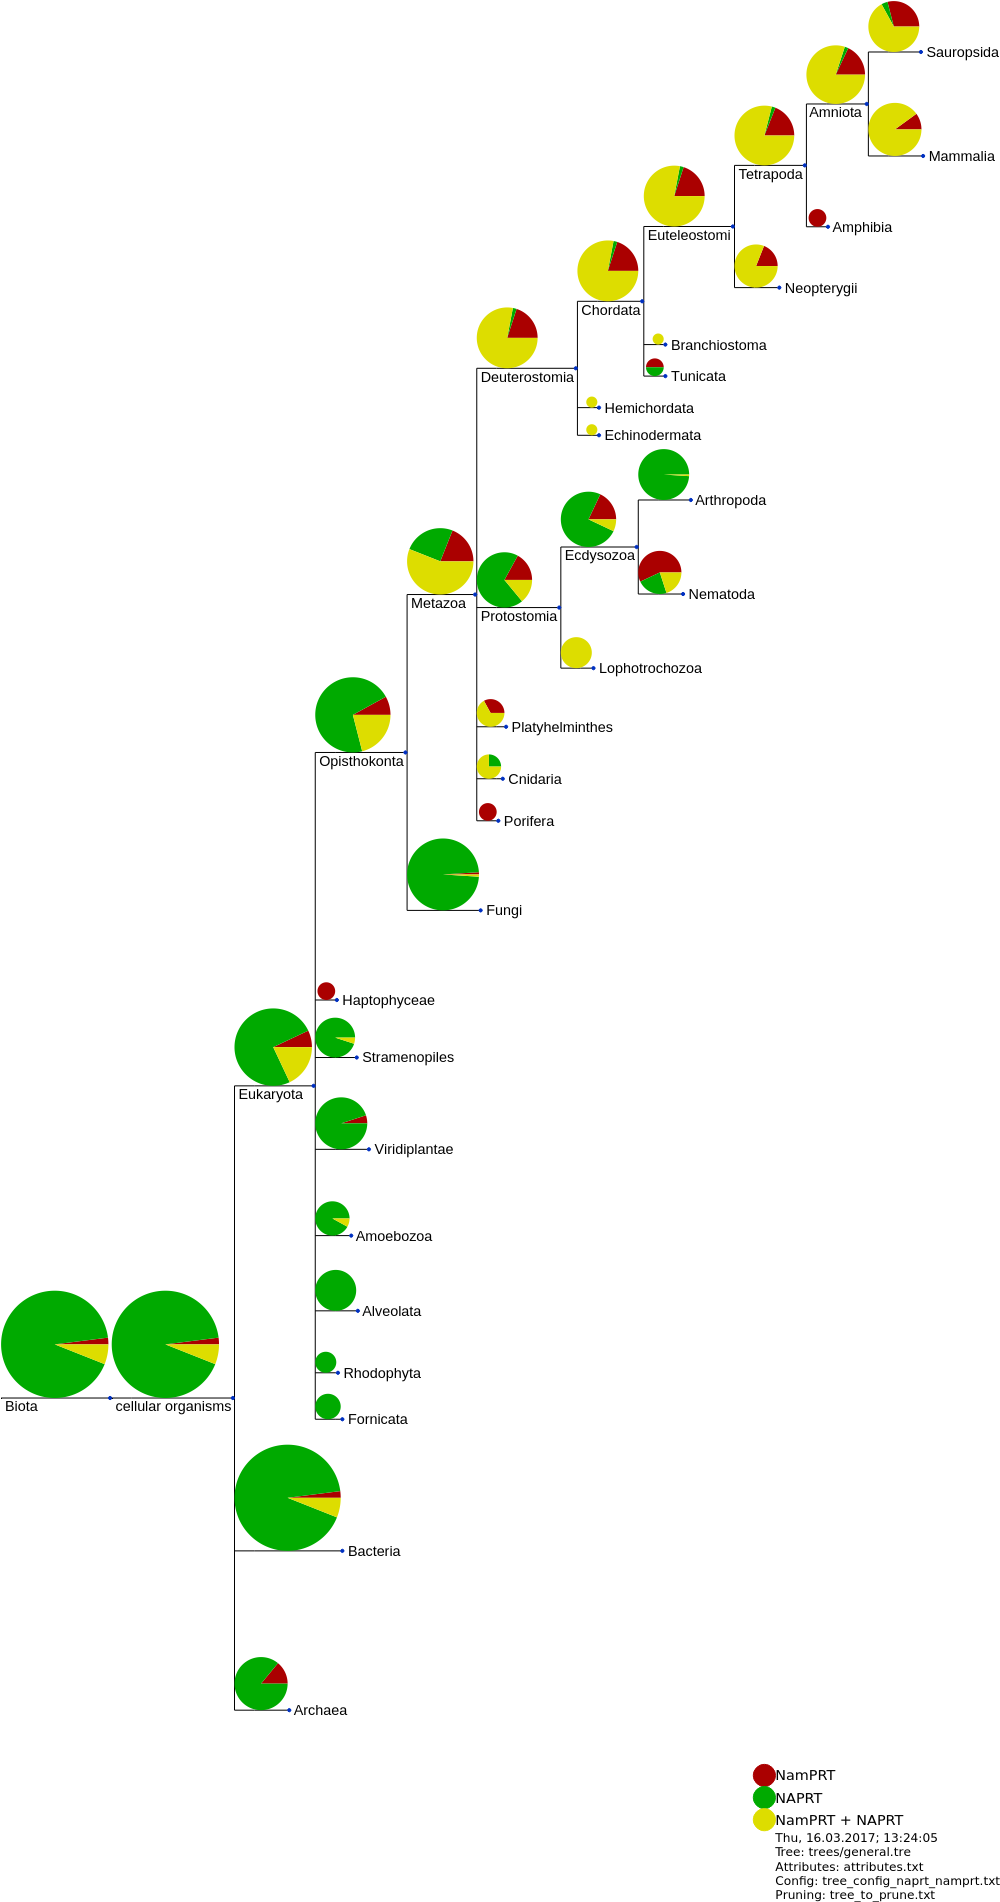 Sauropsida
Amniota
Mammalia
Tetrapoda
Amphibia
Euteleostomi
Neopterygii
Chordata
Branchiostoma
Deuterostomia
Tunicata
Hemichordata
Echinodermata
Arthropoda
Ecdysozoa
Nematoda
Metazoa
Protostomia
Lophotrochozoa
Platyhelminthes
Opisthokonta
Cnidaria
Porifera
Fungi
Haptophyceae
Stramenopiles
Eukaryota
Viridiplantae
Amoebozoa
Alveolata
Rhodophyta
Biota
cellular organisms
Fornicata
Bacteria
Archaea
NamPRT
NAPRT
NamPRT + NAPRT
Thu, 16.03.2017; 13:24:05
Tree: trees/general.tre
Attributes: attributes.txt
Config: tree_config_naprt_namprt.txt
Pruning: tree_to_prune.txt